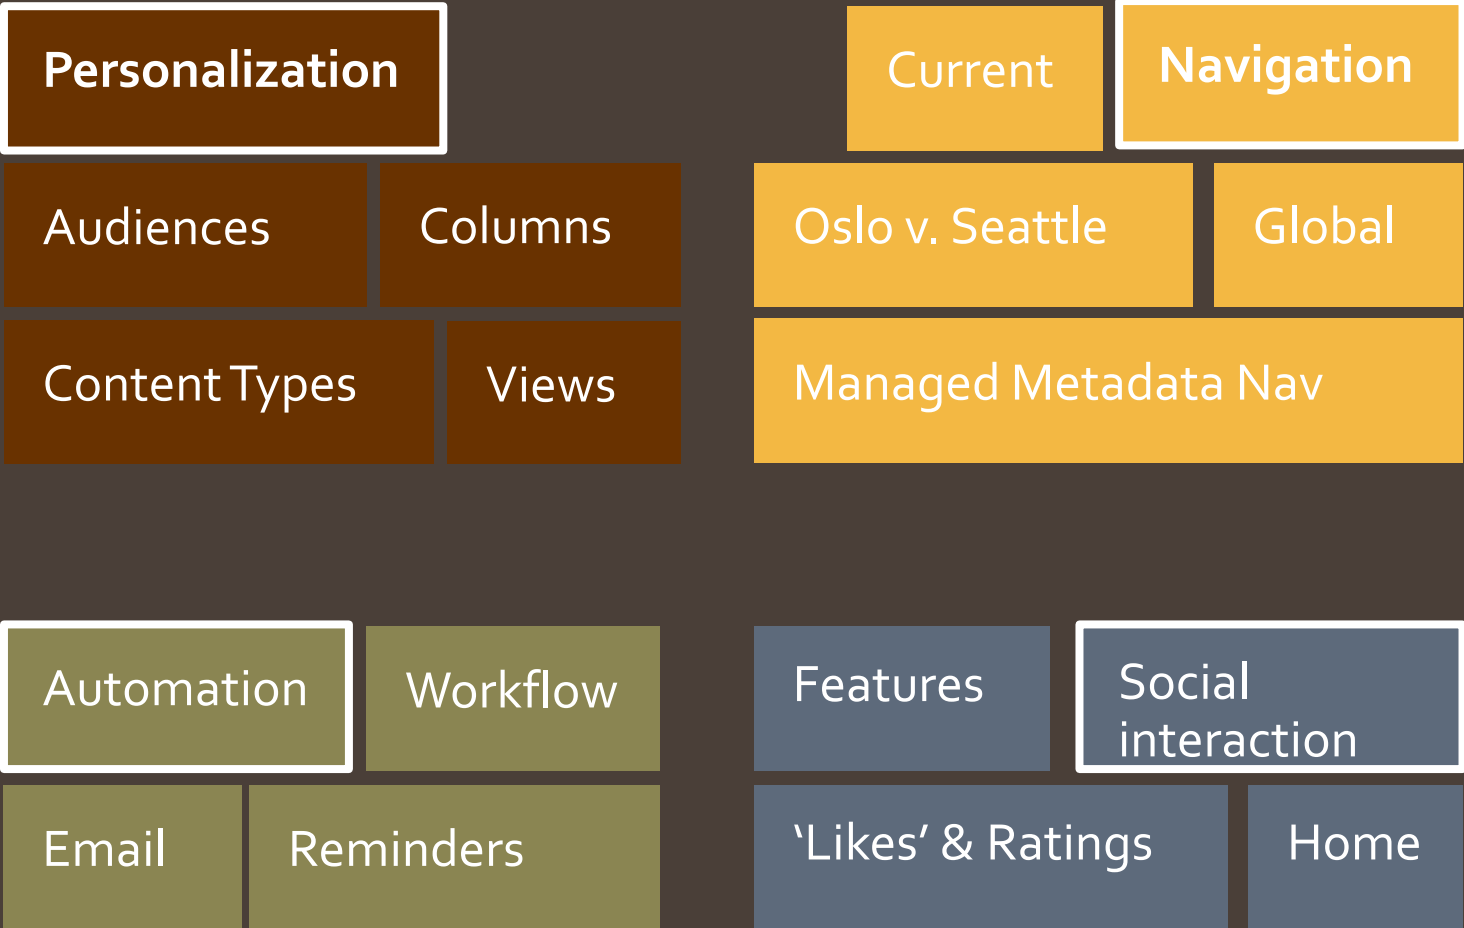 Personalization
Audiences
Columns
Content Types
Views
Current
Navigation
Oslo v. Seattle
Global
Managed Metadata Nav
Automation
Workflow
Email
Reminders
Features
Social
interaction
‘Likes’ & Ratings
Home